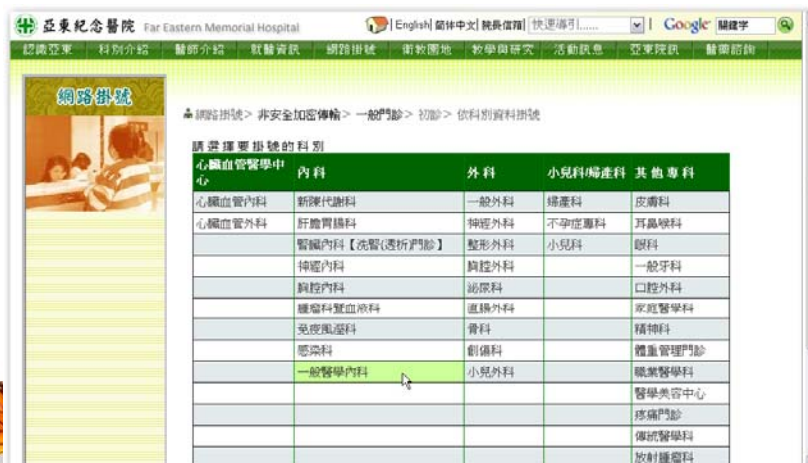 亞東紀念醫院 Far Eastern Memorial Hospital | English| 简体中文| 院長信箱| 快速導引...... | Google 關鍵字
認識亞東 科別介紹 醫師介紹 就醫資訊 網路掛號 衛教園地 教學與研究 活動訊息 亞東院訊 醫藥諮詢
網路掛號
網路掛號> 非安全加密傳輸> 一般門診> 初診> 依科別資料掛號
請選擇要掛號的科別
心臟血管醫學中心 內科 外科 小兒科/婦產科 其他專科
心臟血管內科 新陳代謝科 一般外科 婦產科 皮膚科
心臟血管外科 肝膽胃腸科 神經外科 不孕症專科 耳鼻喉科
腎臟內科【洗腎(透析)門診】 整形外科 小兒科 眼科
神經內科 胸腔外科 一般牙科
胸腔內科 泌尿科 口腔外科
腫瘤科暨血液科 直腸外科 家庭醫學科
免疫風溼科 骨科 精神科
感染科 創傷科 體重管理門診
一般醫學內科 小兒外科 職業醫學科
醫學美容中心
疼痛門診
傳統醫學科
放射腫瘤科